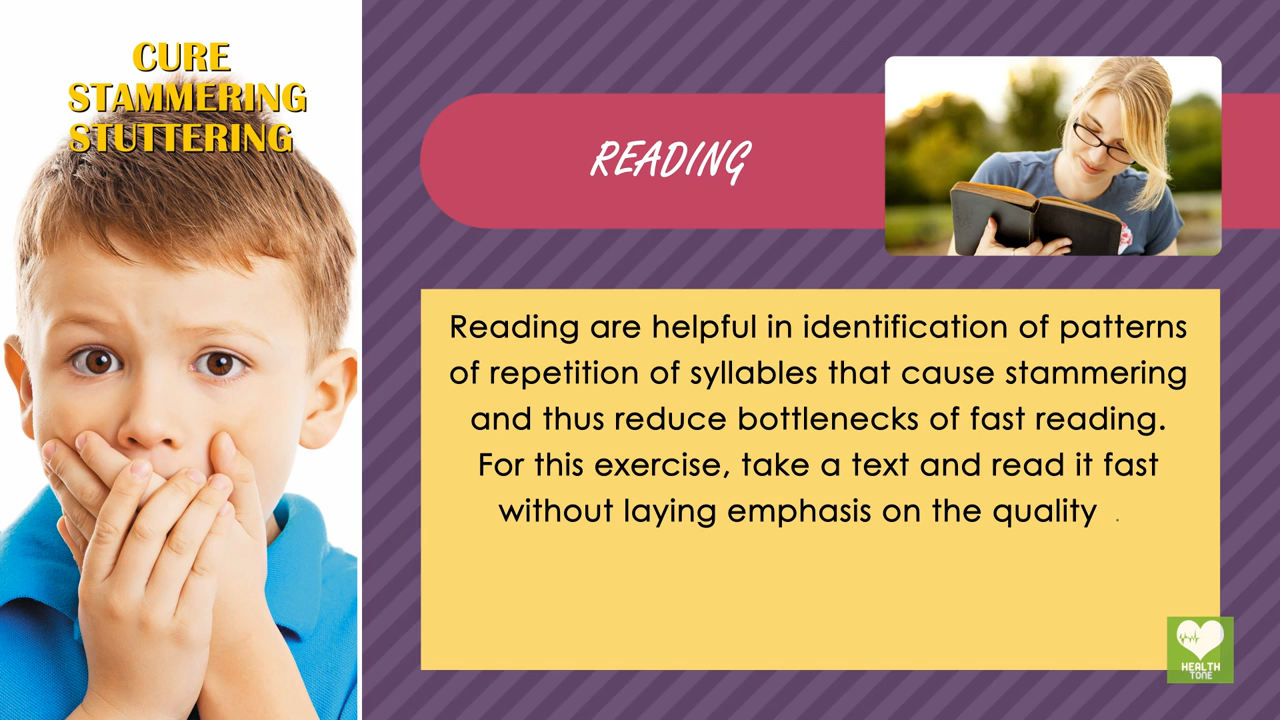 CURE
STAMMERING
STUTTERING
READING
Reading are helpful in identification of patterns
of repetition of syllables that cause stammering
and thus reduce bottlenecks of fast reading.
For this exercise, take a text and read it fast
without laying emphasis on the quality .
HEALTH
TONE